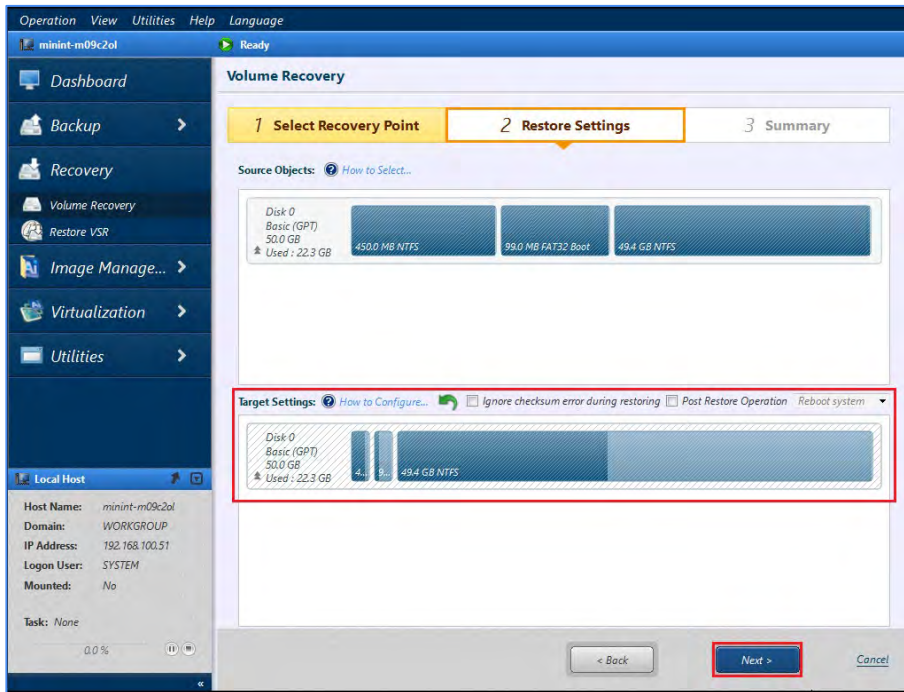 Operation View Utilities Help Language
minint-m09c2ol
Ready
Dashboard
Backup
Recovery
Volume Recovery
Restore VSR
Image Manage...
Virtualization
Utilities
Local Host
Host Name: minint-m09c2ol
Domain: WORKGROUP
IP Address: 192.168.100.51
Logon User: SYSTEM
Mounted: No
Task: None
0.0 %
Volume Recovery
1 Select Recovery Point
2 Restore Settings
3 Summary
Source Objects: How to Select...
Disk 0
Basic (GPT)
50.0 GB
Used : 22.3 GB
450.0 MB NTFS
99.0 MB FAT32 Boot
49.4 GB NTFS
Target Settings: How to Configure... Ignore checksum error during restoring Post Restore Operation Reboot system
Disk 0
Basic (GPT)
50.0 GB
Used : 22.3 GB
4...
9...
49.4 GB NTFS
< Back
Next >
Cancel